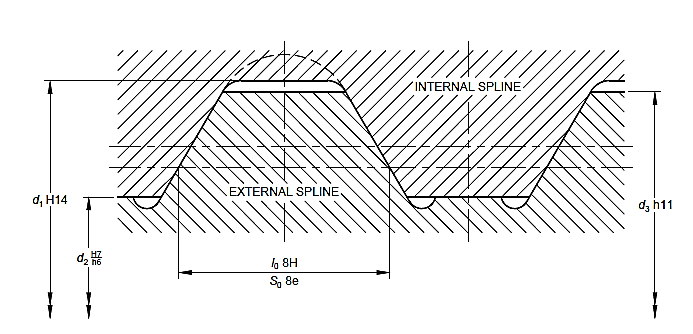 INTERNAL SPLINE
EXTERNAL SPLINE
d₁ H14
d₃ h11
d₂ H7/h6
l₀ 8H
S₀ 8e